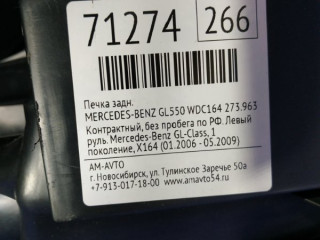 71274 266
Печка задн.
MERCEDES-BENZ GL550 WDC164 273.963
Контрактный, без пробега по РФ. Левый
руль. Mercedes-Benz GL-Class, 1
поколение, X164 (01.2006 - 05.2009)
АМ-АВТО
г. Новосибирск, ул. Тулинское Заречье 50а
+7-913-017-18-00 www.amavto54.ru